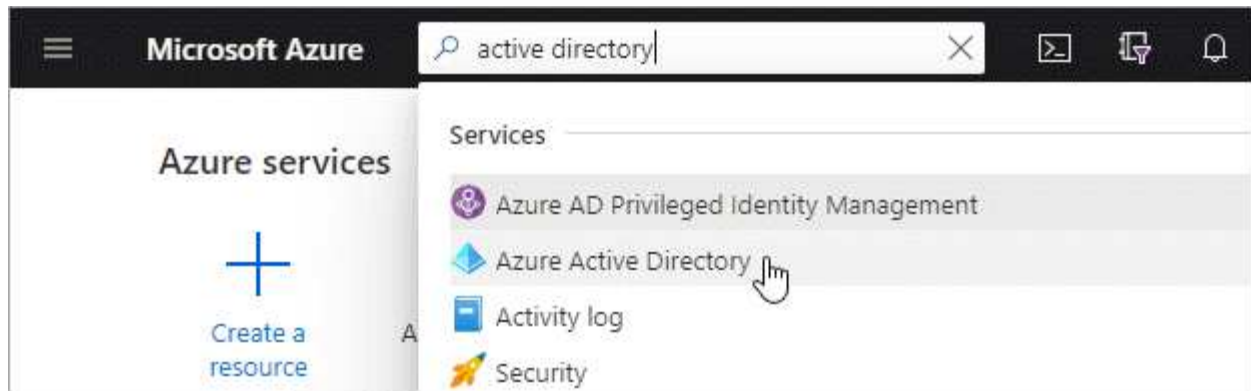 Microsoft Azure
active directory
Azure services
Create a
resource
A
Services
Azure AD Privileged Identity Management
Azure Active Directory
Activity log
Security